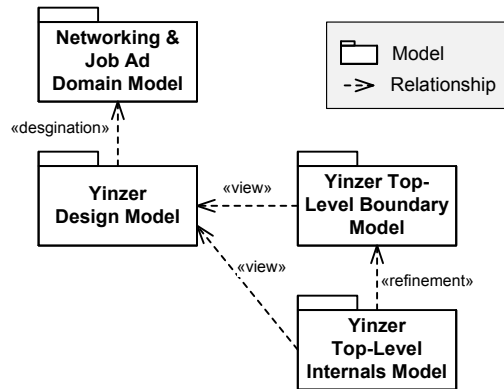 Networking &
Job Ad
Domain Model
Model
Relationship
«desgination»
Yinzer
Design Model
«view»
Yinzer Top-
Level Boundary
Model
«view»
«refinement»
Yinzer
Top-Level
Internals Model